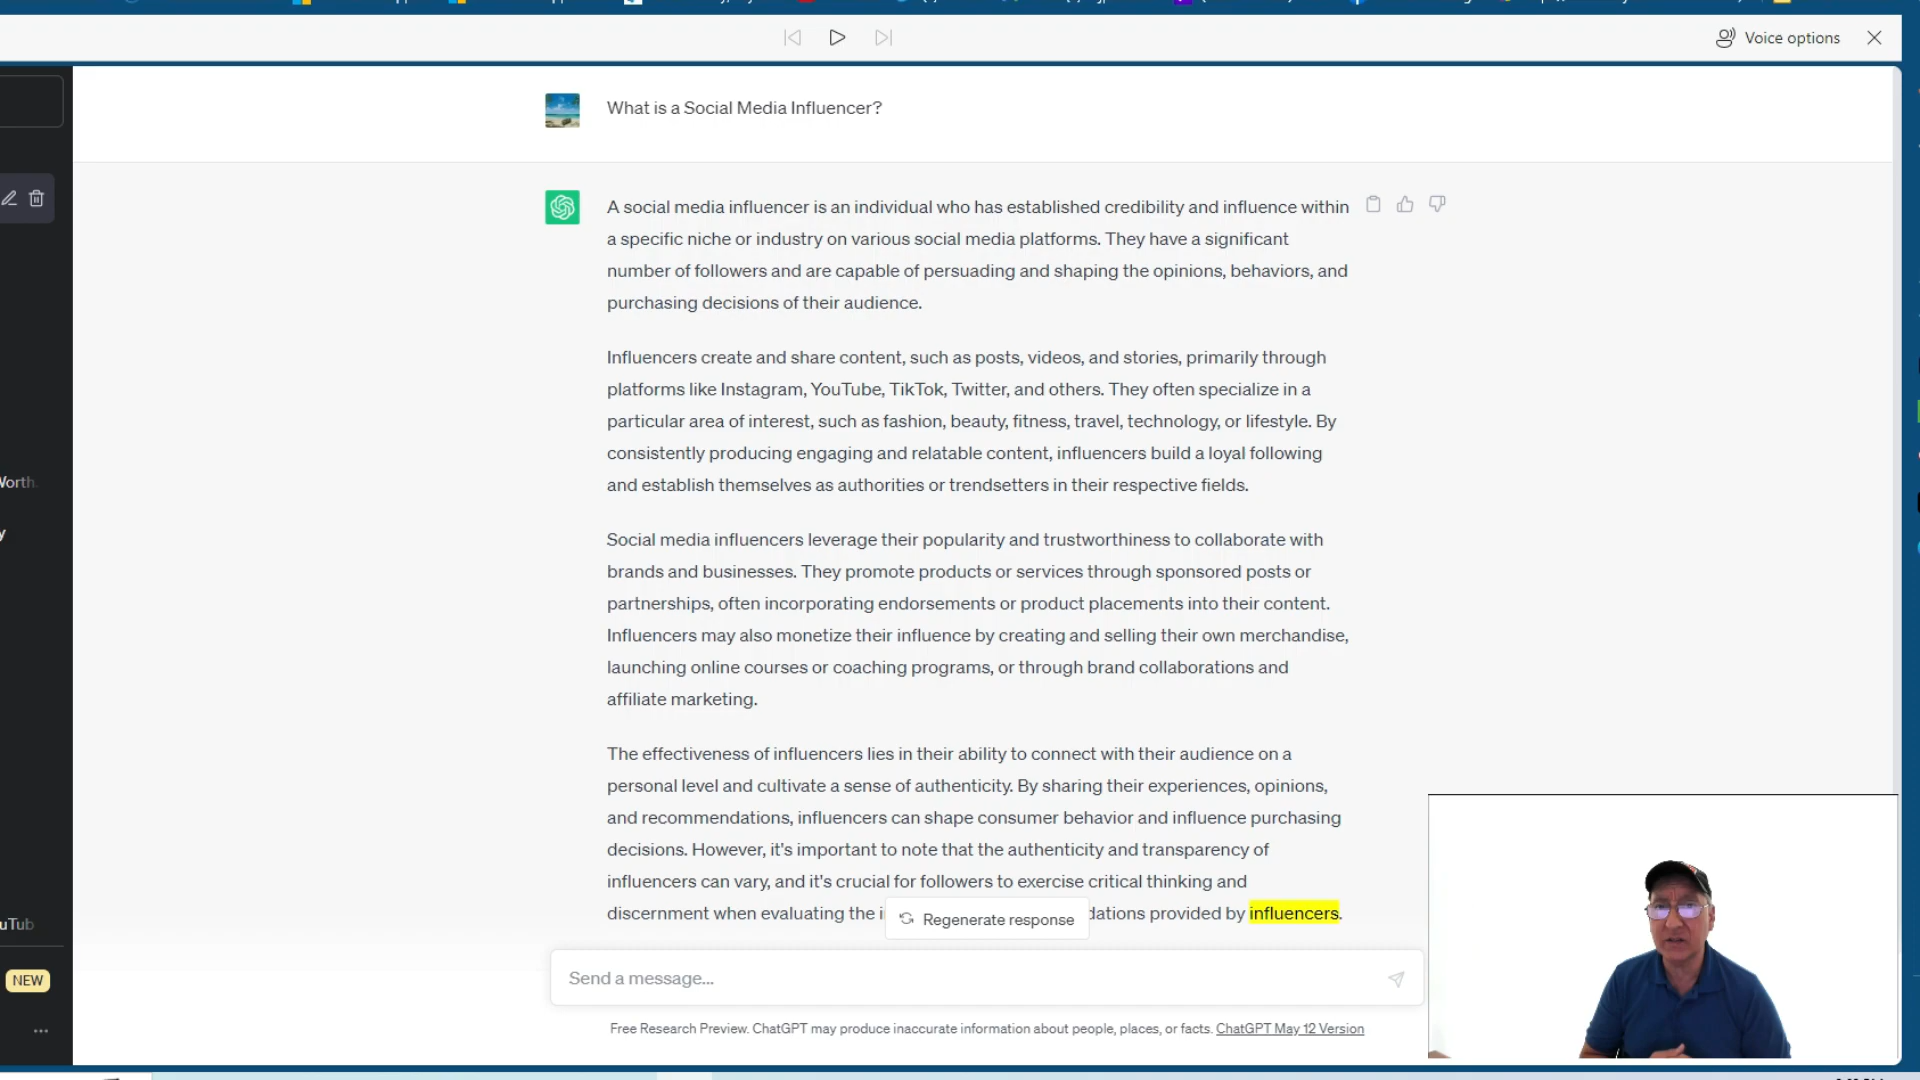 Voice options
What is a Social Media Influencer?
A social media influencer is an individual who has established credibility and influence within
a specific niche or industry on various social media platforms. They have a significant
number of followers and are capable of persuading and shaping the opinions, behaviors, and
purchasing decisions of their audience.
Influencers create and share content, such as posts, videos, and stories, primarily through
platforms like Instagram, YouTube, TikTok, Twitter, and others. They often specialize in a
particular area of interest, such as fashion, beauty, fitness, travel, technology, or lifestyle. By
consistently producing engaging and relatable content, influencers build a loyal following
and establish themselves as authorities or trendsetters in their respective fields.
Worth.
Social media influencers leverage their popularity and trustworthiness to collaborate with
y
brands and businesses. They promote products or services through sponsored posts or
partnerships, often incorporating endorsements or product placements into their content.
Influencers may also monetize their influence by creating and selling their own merchandise,
launching online courses or coaching programs, or through brand collaborations and
affiliate marketing.
The effectiveness of influencers lies in their ability to connect with their audience on a
personal level and cultivate a sense of authenticity. By sharing their experiences, opinions,
and recommendations, influencers can shape consumer behavior and influence purchasing
decisions. However, it's important to note that the authenticity and transparency of
influencers can vary, and it's crucial for followers to exercise critical thinking and
discernment when evaluating the i dations provided by influencers.
Regenerate response
uTub
Send a message...
NEW
Free Research Preview. ChatGPT may produce inaccurate information about people, places, or facts. ChatGPT May 12 Version